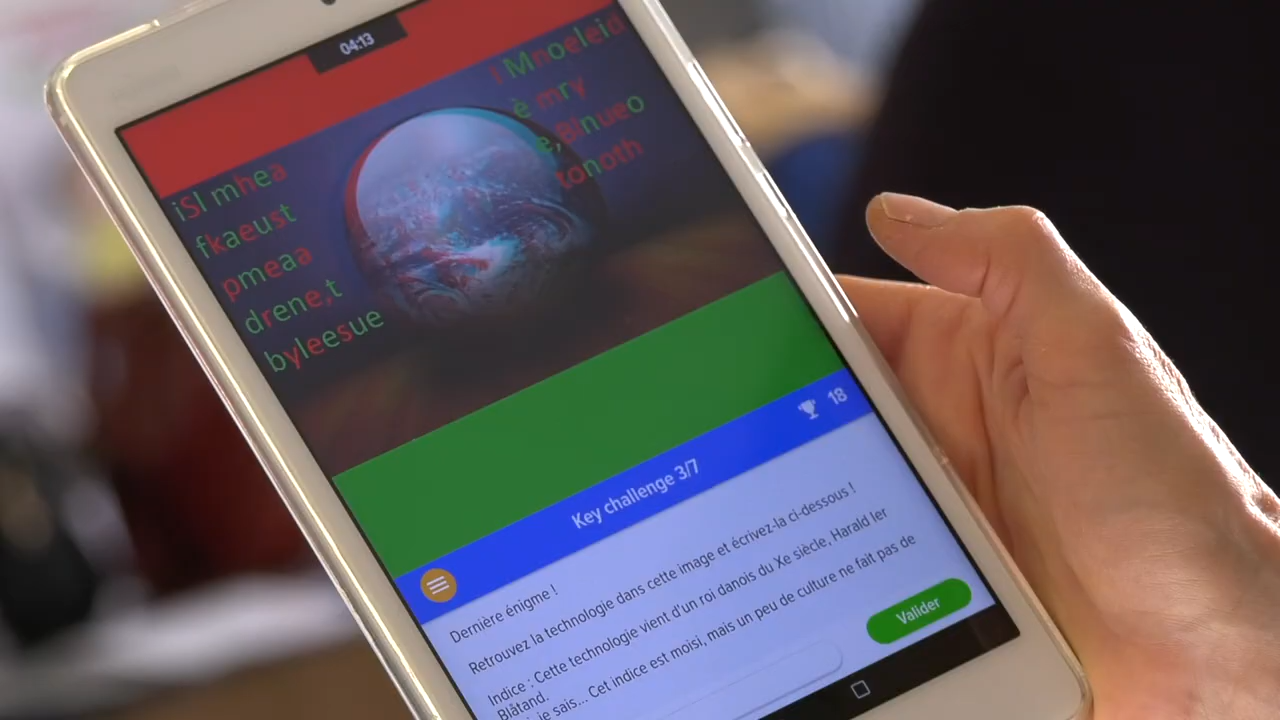 04:13
iSl mhea
fkaeust
pmeaa
drene,t
byleesue
i Mnoeleid
è mry
e, Blnueo
tonoth
18
Key challenge 3/7
Dernière énigme !
Retrouvez la technologie dans cette image et écrivez-la ci-dessous !
Indice : Cette technologie vient d'un roi danois du Xe siècle, Harald Ier
Blåtand.
je sais... Cet indice est moisi, mais un peu de culture ne fait pas de
Valider